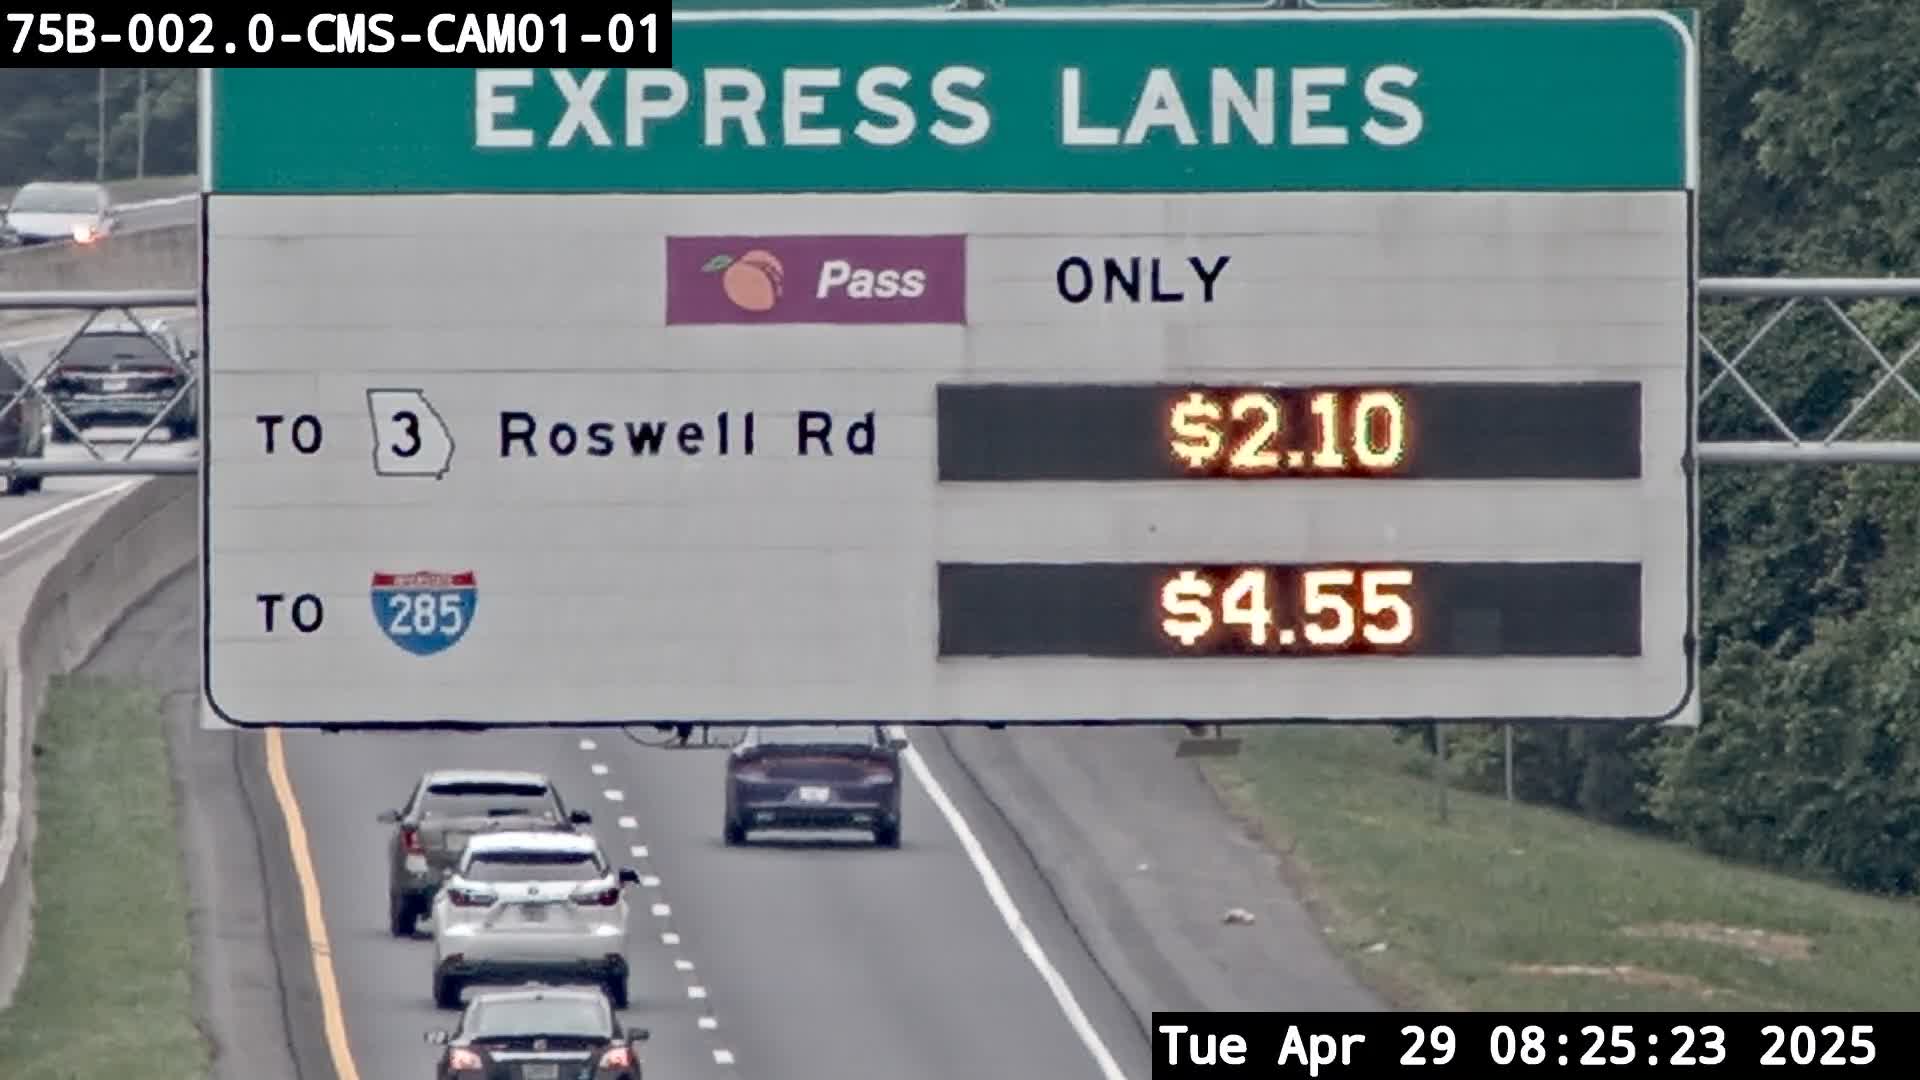 75B-002.0-CMS-CAM01-01
EXPRESS LANES
Pass ONLY
TO 3 Roswell Rd $2.10
TO INTERSTATE 285 $4.55
Tue Apr 29 08:25:23 2025